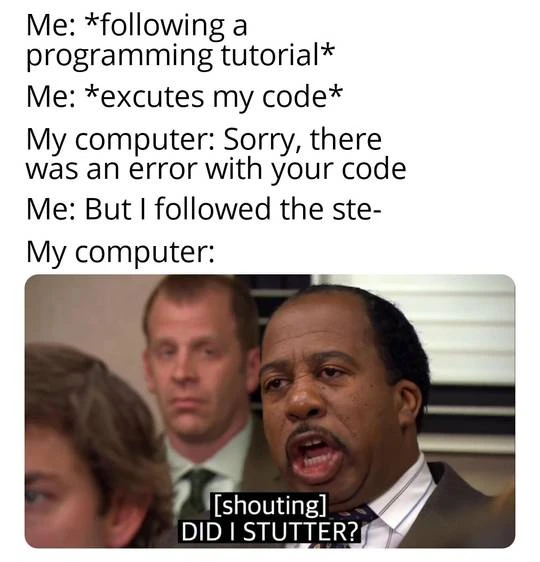 Me: *following a
programming tutorial*
Me: *excutes my code*
My computer: Sorry, there
was an error with your code
Me: But I followed the ste-
My computer:
[shouting]
DID I STUTTER?